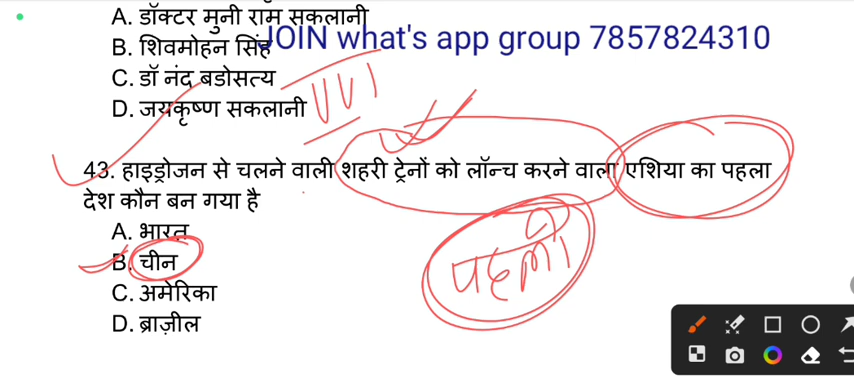 A. डॉक्टर मुनी राम सकलानी
B. शिवमोहन सिंह
JOIN what's app group 7857824310
C. डॉ नंद बडोसत्य
D. जयकृष्ण सकलानी
VVI
43. हाइड्रोजन से चलने वाली शहरी ट्रेनों को लॉन्च करने वाला एशिया का पहला
देश कौन बन गया है
A. भारत
B. चीन
पहली
C. अमेरिका
D. ब्राज़ील